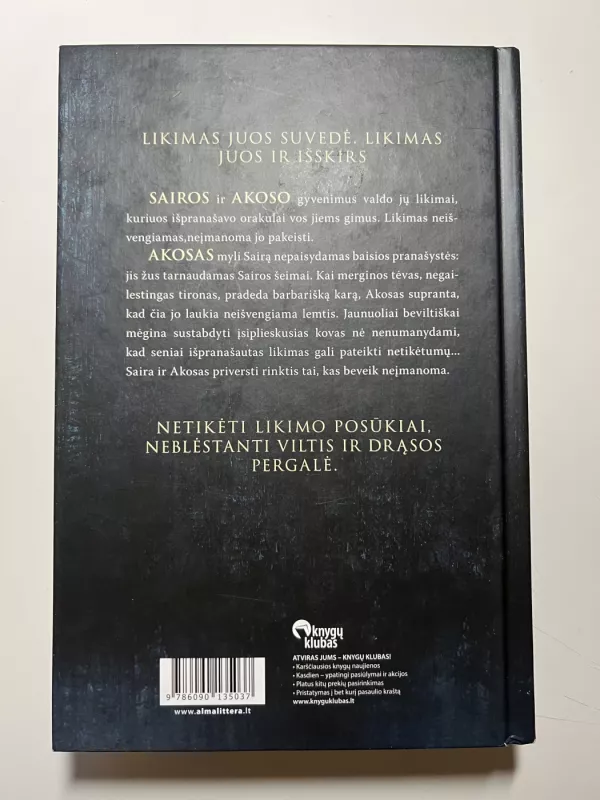 LIKIMAS JUOS SUVEDĖ, LIKIMAS
JUOS IR IŠSKIRS
SAIROS ir AKOSO gyvenimus valdo jų likimai,
kuriuos išpranašavo orakulai vos jiems gimus. Likimas neiš-
vengiamas,neįmanoma jo pakeisti.
AKOSAS myli Sairą nepaisydamas baisios pranašystės:
jis žus tarnaudamas Sairos šeimai. Kai merginos tėvas, negai-
lestingas tironas, pradeda barbarišką karą, Akosas supranta,
kad čia jo laukia neišvengiama lemtis. Jaunuoliai beviltiškai
mėgina sustabdyti įsiplieskusias kovas nė nenumanydami,
kad seniai išpranašautas likimas gali pateikti netikėtumų...
Saira ir Akosas priversti rinktis tai, kas beveik neįmanoma.
NETIKĖTI LIKIMO POSŪKIAI,
NEBLĖSTANTI VILTIS IR DRĄSOS
PERGALĖ.
knygų
klubas
ATVIRAS JUMS – KNYGŲ KLUBAS!
• Karščiausios knygų naujienos
• Kasdien – ypatingi pasiūlymai ir akcijos
• Platus kitų prekių pasirinkimas
• Pristatymas į bet kurį pasaulio kraštą
www.knyguklubas.lt
9 786090 135037
www.almalittera.lt